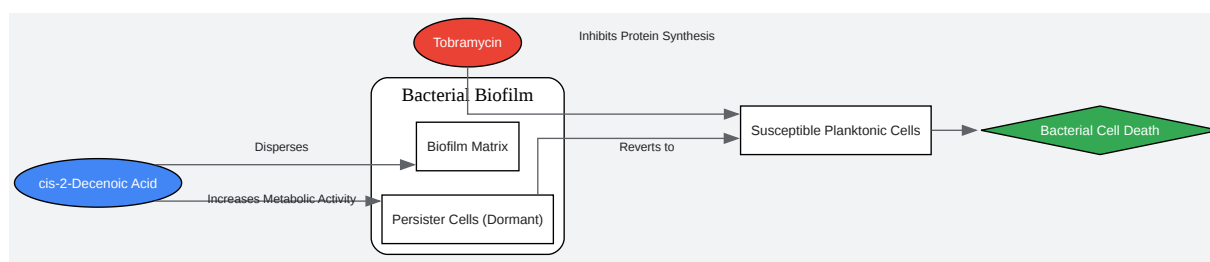 Tobramycin
Inhibits Protein Synthesis
Bacterial Biofilm
Susceptible Planktonic Cells
Bacterial Cell Death
Disperses
Biofilm Matrix
Reverts to
cis-2-Decenoic Acid
Increases Metabolic Activity
Persister Cells (Dormant)